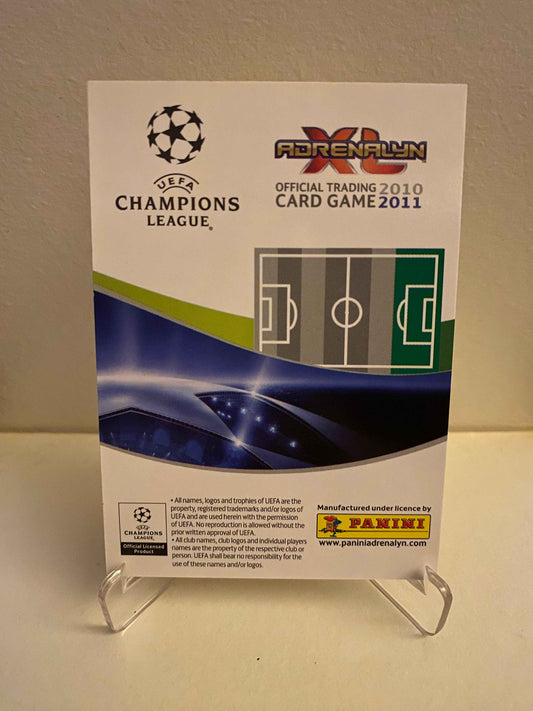 UEFA
CHAMPIONS
LEAGUE®
ADRENALYN XL
OFFICIAL TRADING 2010
CARD GAME 2011
• All names, logos and trophies of UEFA are the
property, registered trademarks and/or logos of
UEFA and are used herein with the permission
of UEFA. No reproduction is allowed without the
prior written approval of UEFA.
• All club names, club logos and individual players
names are the property of the respective club or
person. UEFA shall bear no responsibility for the
use of these names and/or logos.
UEFA
CHAMPIONS
LEAGUE
Official Licensed
Product
Manufactured under licence by
PANINI
www.paniniadrenalyn.com